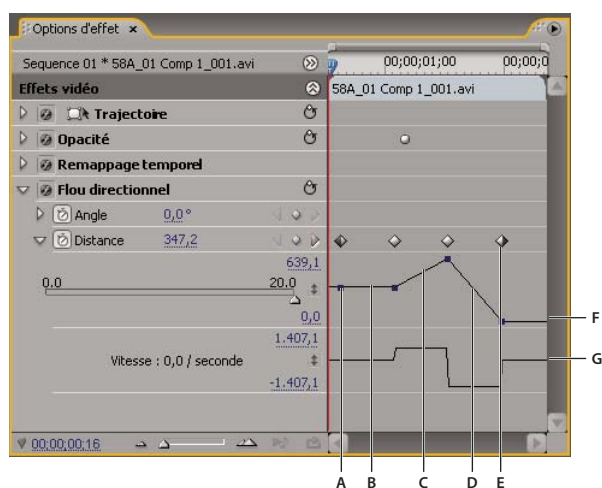 Options d'effet ×
Sequence 01 * 58A_01 Comp 1_001.avi
00;00;01;00 00;00;0
Effets vidéo
58A_01 Comp 1_001.avi
Trajectoire
Opacité
Remappage temporel
Flou directionnel
Angle 0,0°
Distance 347,2
639,1
0.0 20.0
0,0
F
1.407,1
Vitesse : 0,0 / seconde
G
-1.407,1
00;00;00;16
A B C D E